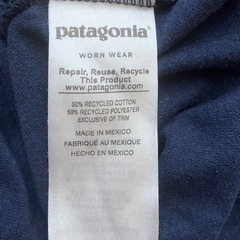 patagonia®
WORN WEAR
Repair, Reuse, Recycle
This Product
www.patagonia.com
50% RECYCLED COTTON
50% RECYCLED POLYESTER
EXCLUSIVE OF TRIM
MADE IN MEXICO
FABRIQUÉ AU MEXIQUE
HECHO EN MEXICO